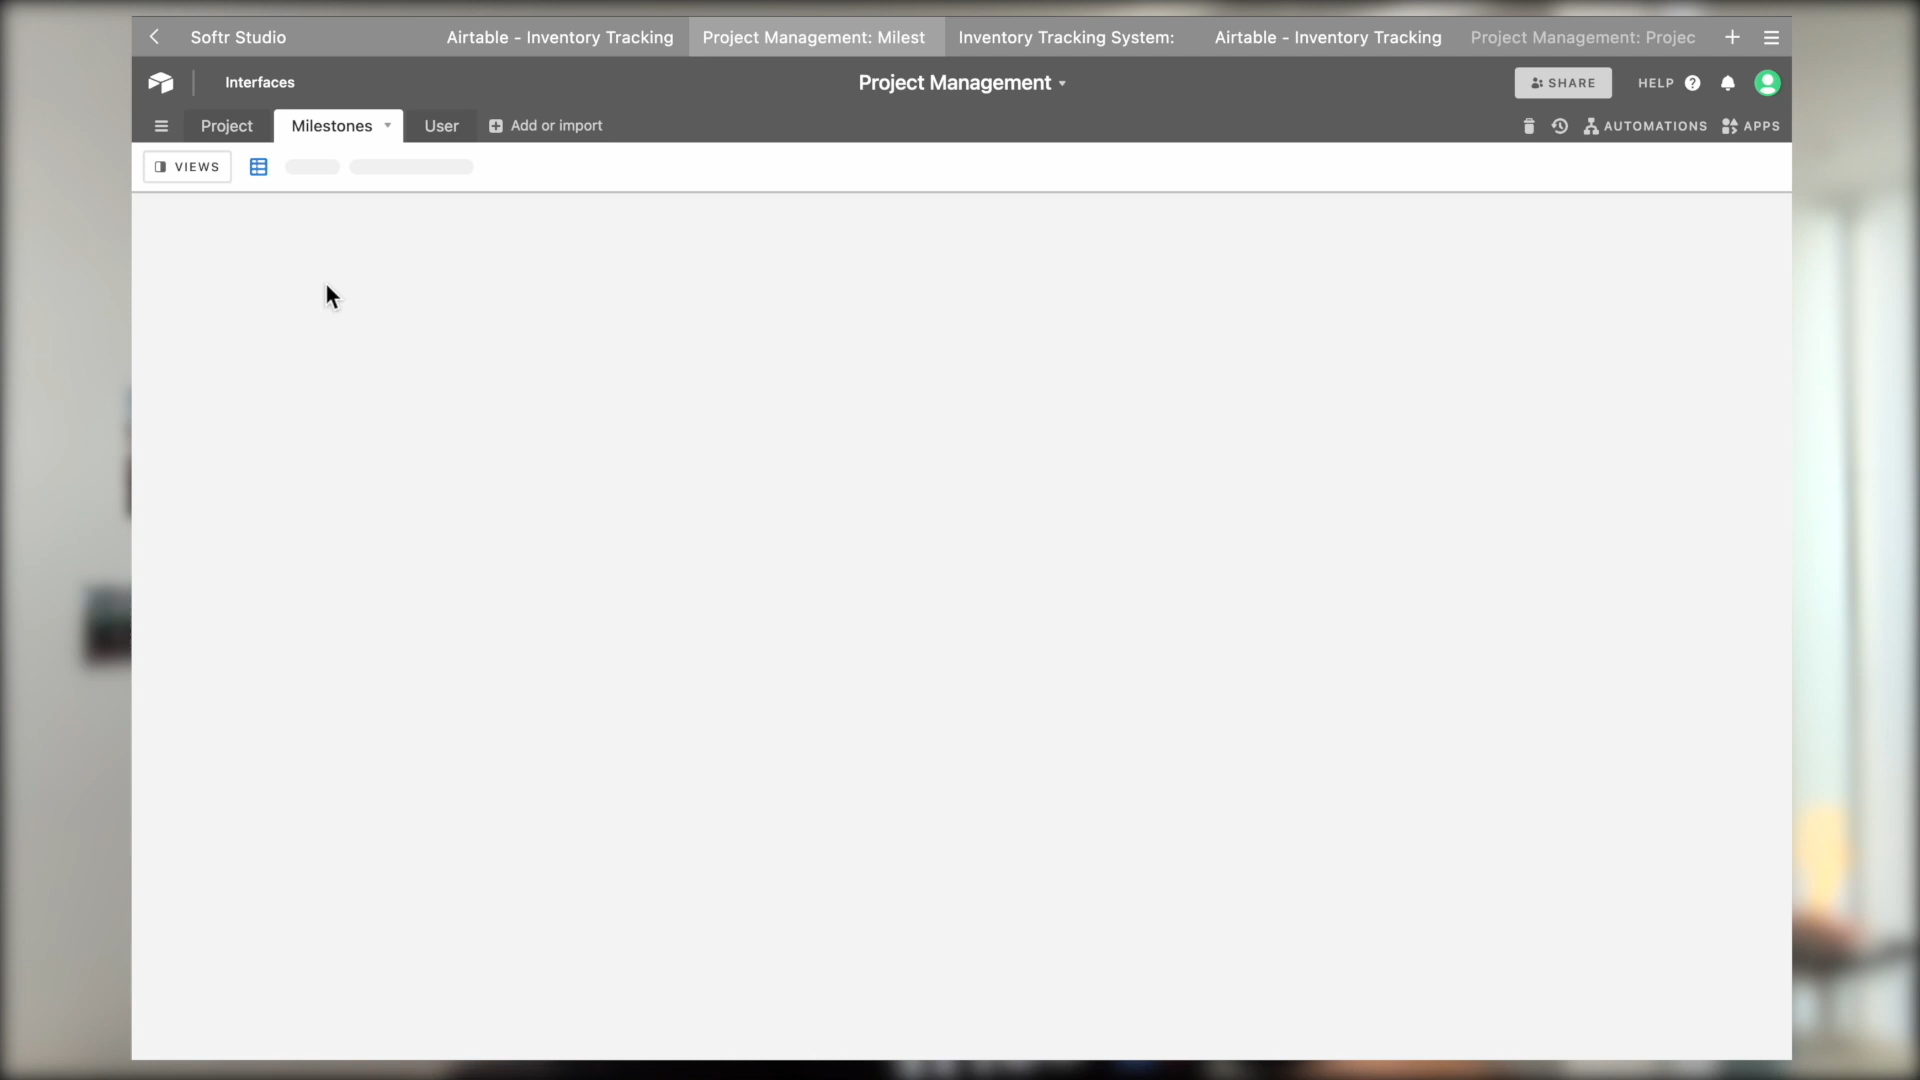 Softr Studio
Airtable - Inventory Tracking
Project Management: Milest
Inventory Tracking System:
Airtable - Inventory Tracking
Project Management: Projec
Interfaces
Project Management
SHARE
HELP
Project
Milestones
User
Add or import
AUTOMATIONS
APPS
VIEWS